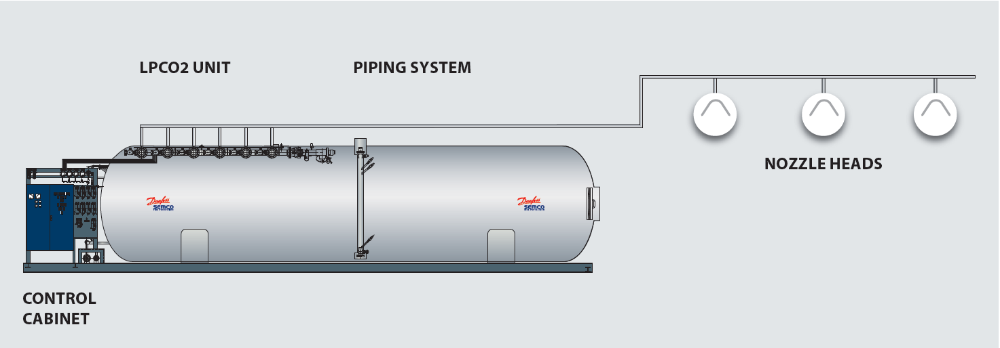 LPCO2 UNIT
PIPING SYSTEM
NOZZLE HEADS
Danfoss
SEMCO
Danfoss
SEMCO
CONTROL
CABINET